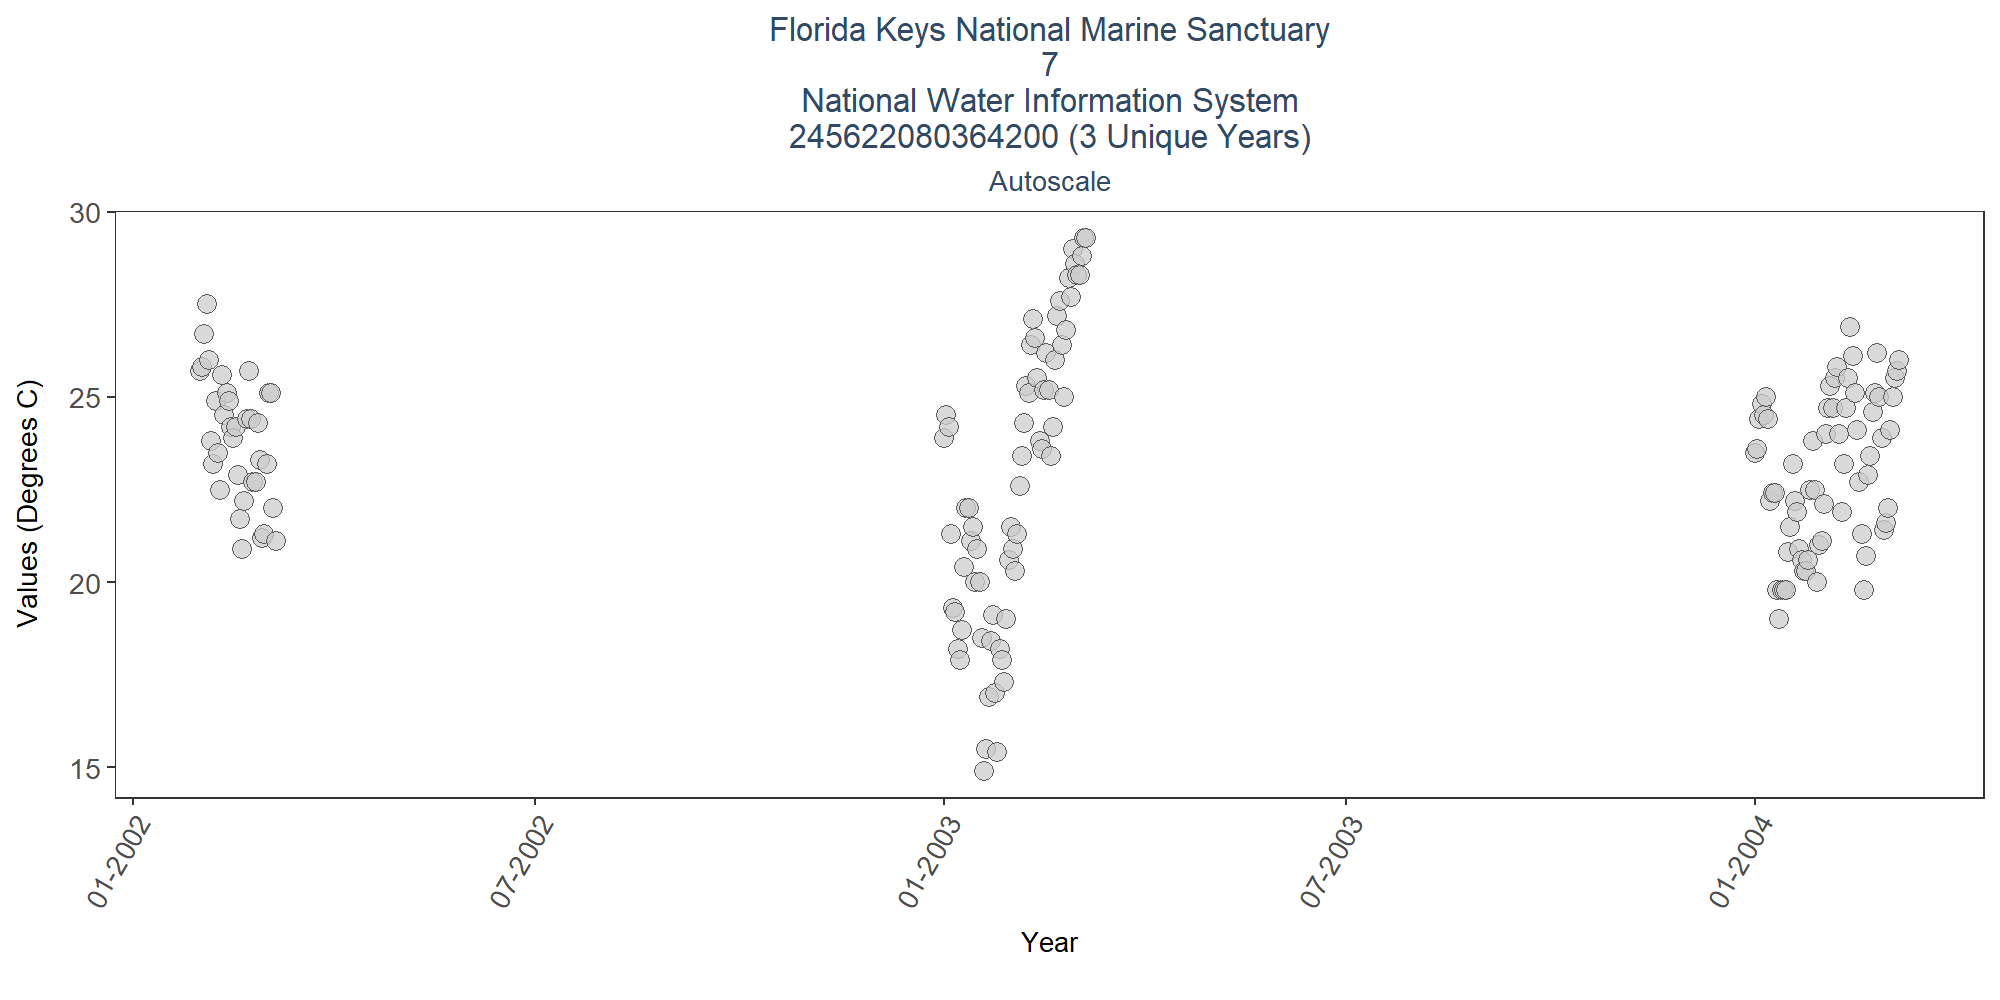 Florida Keys National Marine Sanctuary
7
National Water Information System
245622080364200 (3 Unique Years)
Autoscale
Values (Degrees C)
30
25
20
15
01-2002
07-2002
01-2003
07-2003
01-2004
Year